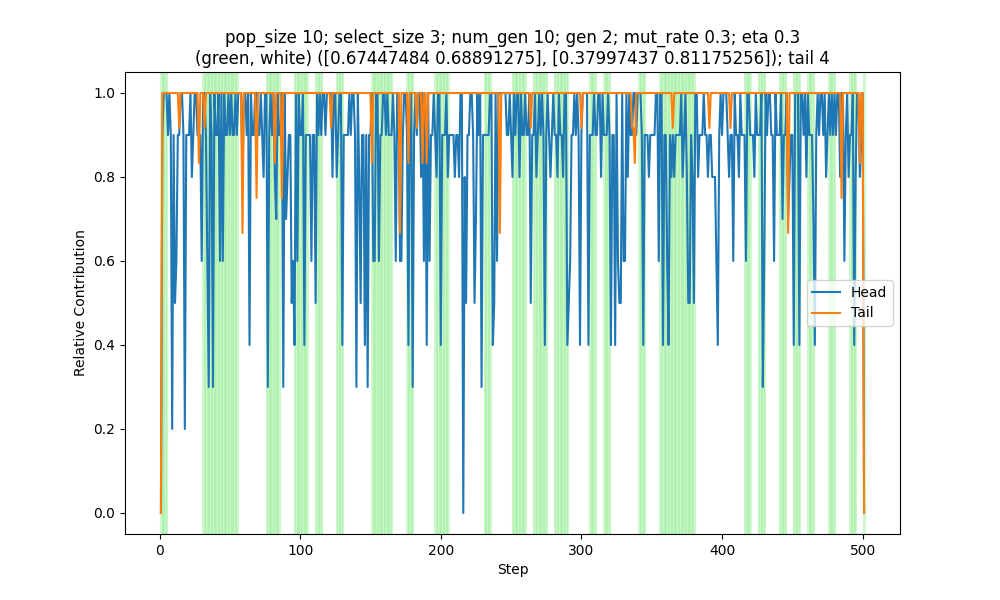 pop_size 10; select_size 3; num_gen 10; gen 2; mut_rate 0.3; eta 0.3
(green, white) ([0.67447484 0.68891275], [0.37997437 0.81175256]); tail 4
1.0
0.8
0.6
0.4
0.2
0.0
Relative Contribution
Head
Tail
0
100
200
300
400
500
Step